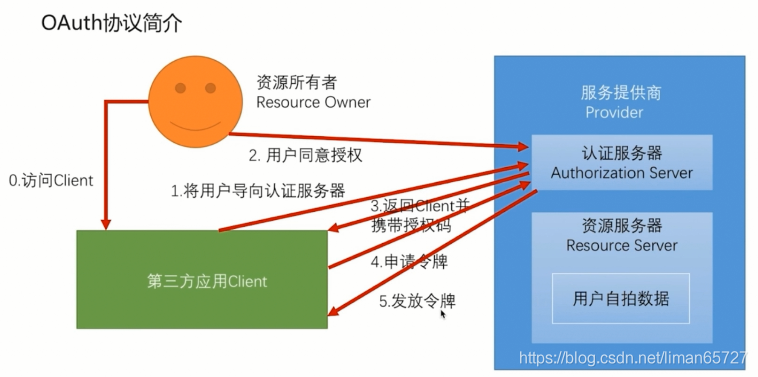 OAuth协议简介
资源所有者
Resource Owner
服务提供商
Provider
2. 用户同意授权
认证服务器
Authorization Server
0.访问Client
1.将用户导向认证服务器
3.返回Client并
携带授权码
资源服务器
Resource Server
4.申请令牌
第三方应用Client
5.发放令牌
用户自拍数据
https://blog.csdn.net/liman65727